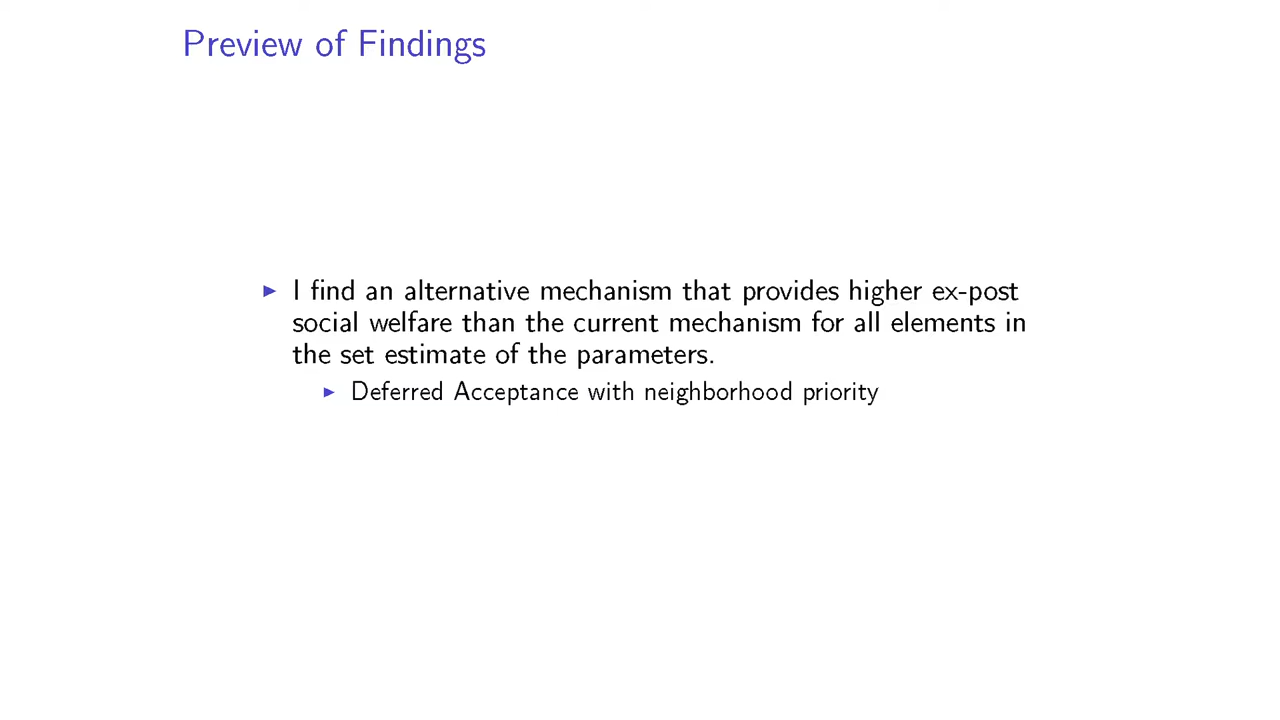 Preview of Findings
I find an alternative mechanism that provides higher ex-post
social welfare than the current mechanism for all elements in
the set estimate of the parameters.
Deferred Acceptance with neighborhood priority